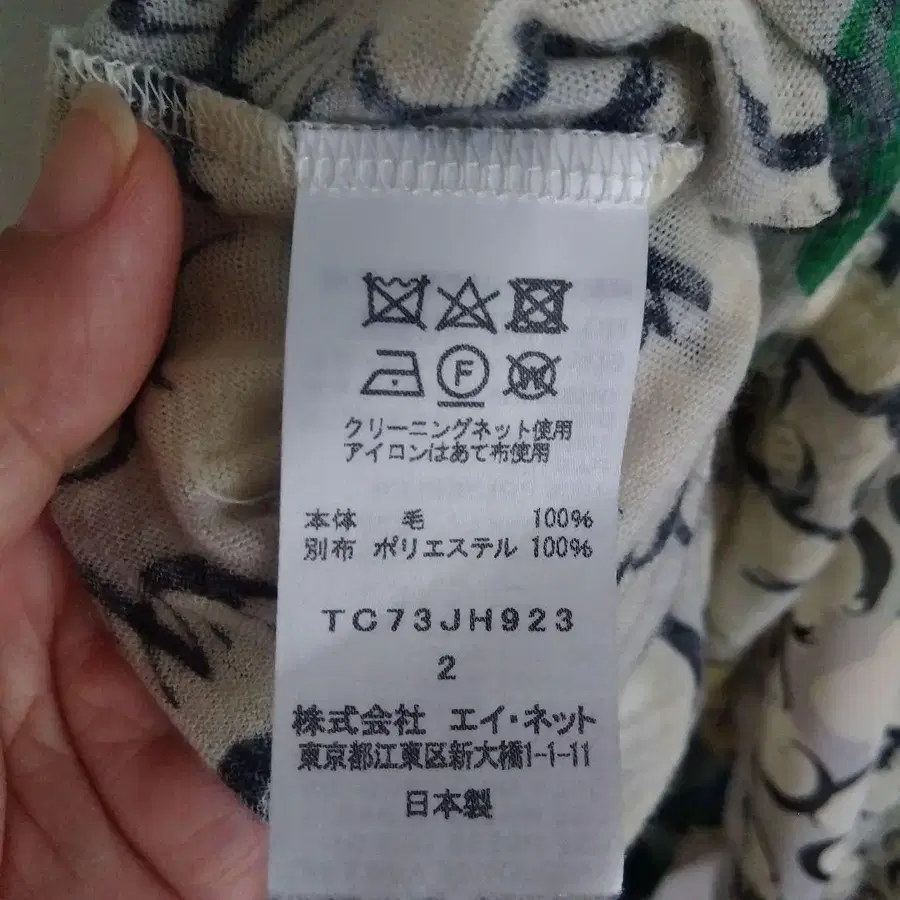 F
W
クリーニングネット使用
アイロンはあて布使用
本体 毛 100%
別布 ポリエステル 100%
TC73JH923
2
株式会社 エイ・ネット
東京都江東区新大橋1-1-11
日本製